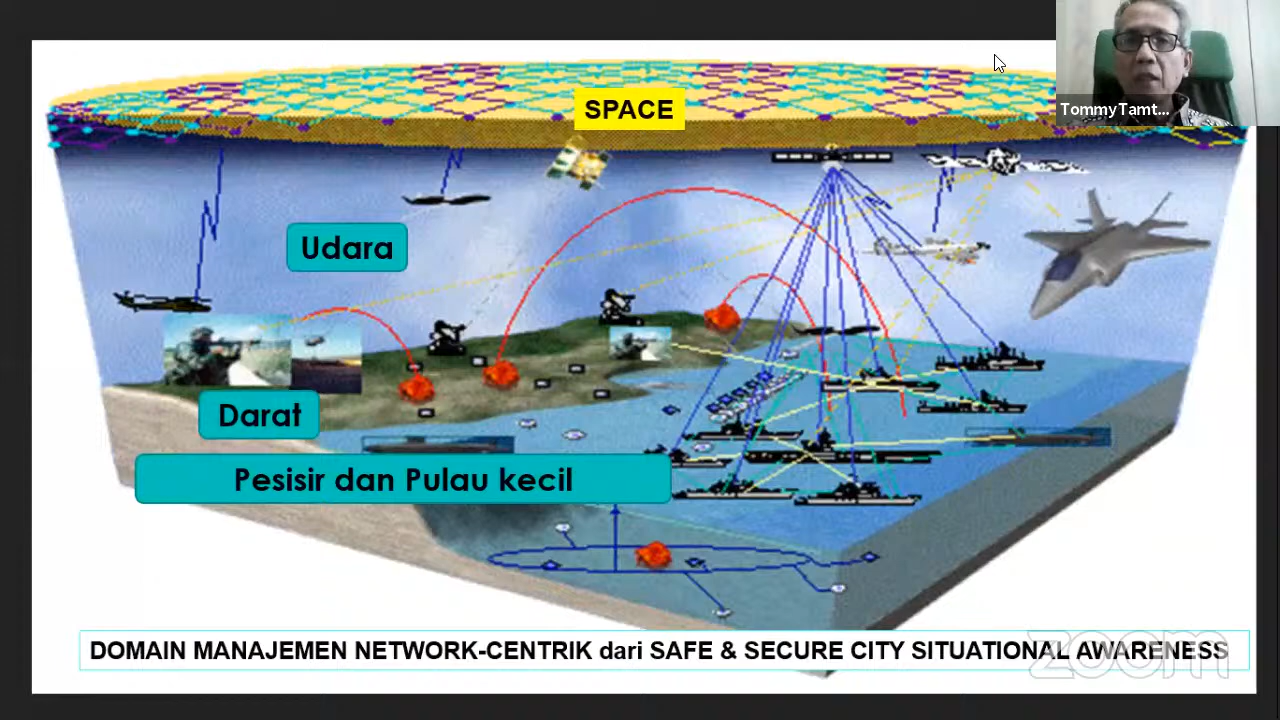 SPACE
TommyTamt...
Udara
Darat
Pesisir dan Pulau kecil
DOMAIN MANAJEMEN NETWORK-CENTRIK dari SAFE & SECURE CITY SITUATIONAL AWARENESS
zoom